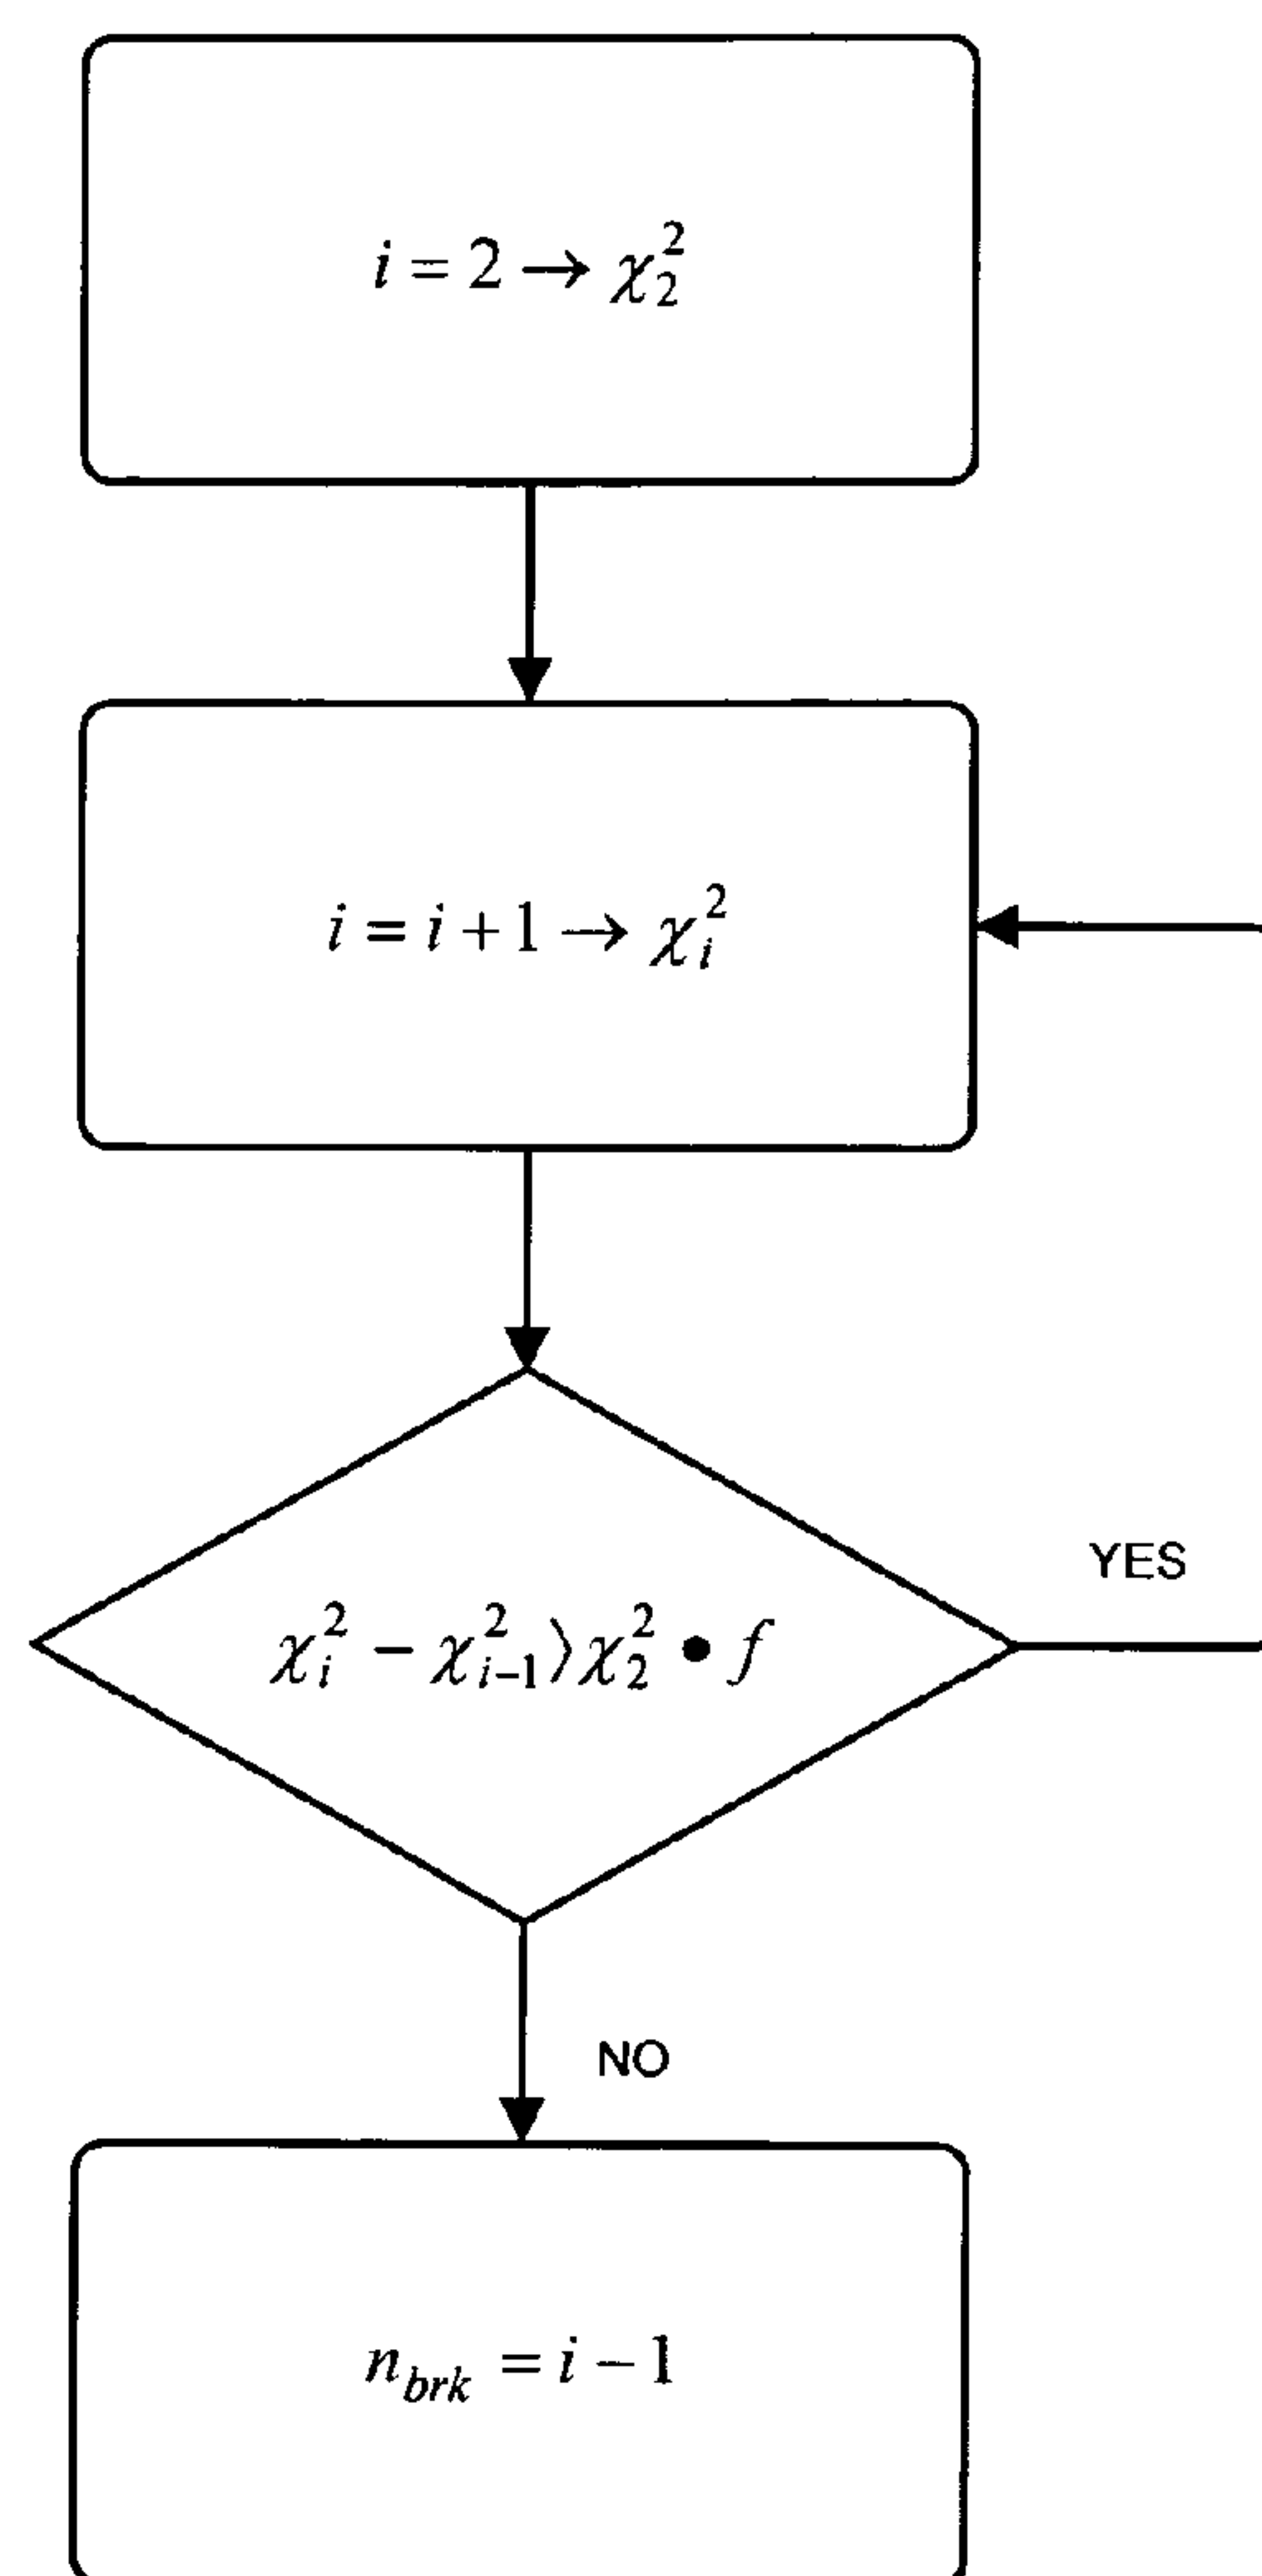 i = 2 → χ₂²
i = i + 1 → χᵢ²
χᵢ² − χᵢ₋₁² ⟩ χ₂² • f
YES
NO
n_brk = i − 1